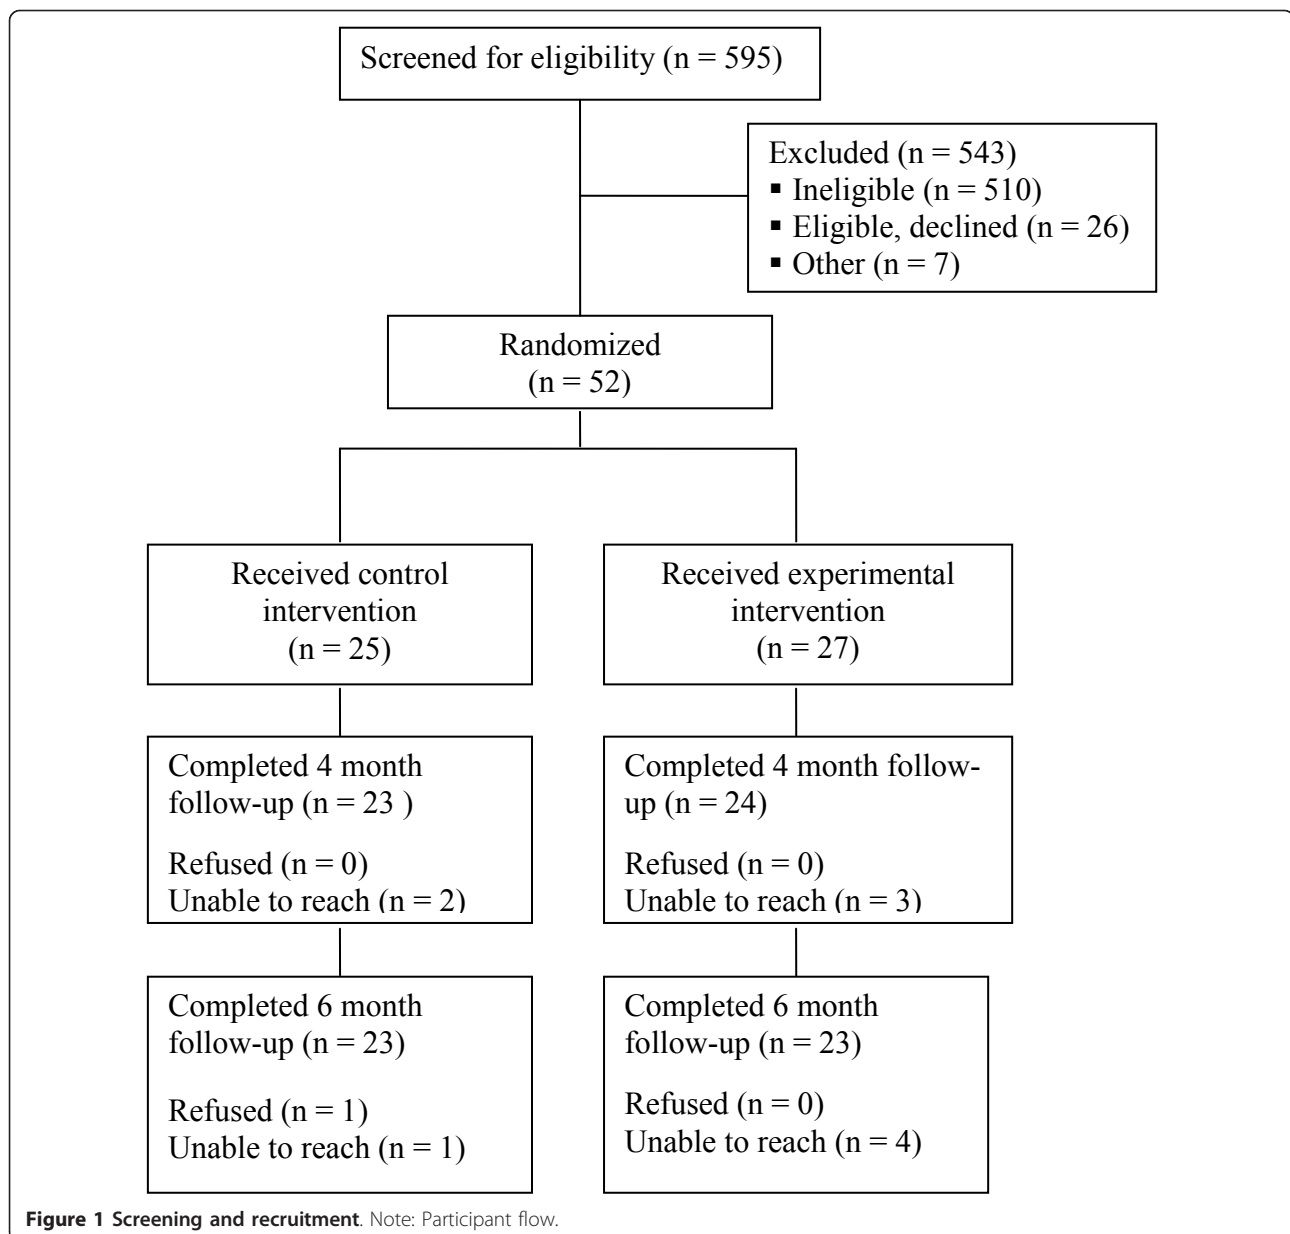 Screened for eligibility (n = 595)
Excluded (n = 543)
▪ Ineligible (n = 510)
▪ Eligible, declined (n = 26)
▪ Other (n = 7)
Randomized
(n = 52)
Received control
intervention
(n = 25)
Received experimental
intervention
(n = 27)
Completed 4 month
follow-up (n = 23 )
Refused (n = 0)
Unable to reach (n = 2)
Completed 4 month follow-
up (n = 24)
Refused (n = 0)
Unable to reach (n = 3)
Completed 6 month
follow-up (n = 23)
Refused (n = 1)
Unable to reach (n = 1)
Completed 6 month
follow-up (n = 23)
Refused (n = 0)
Unable to reach (n = 4)
Figure 1 Screening and recruitment. Note: Participant flow.